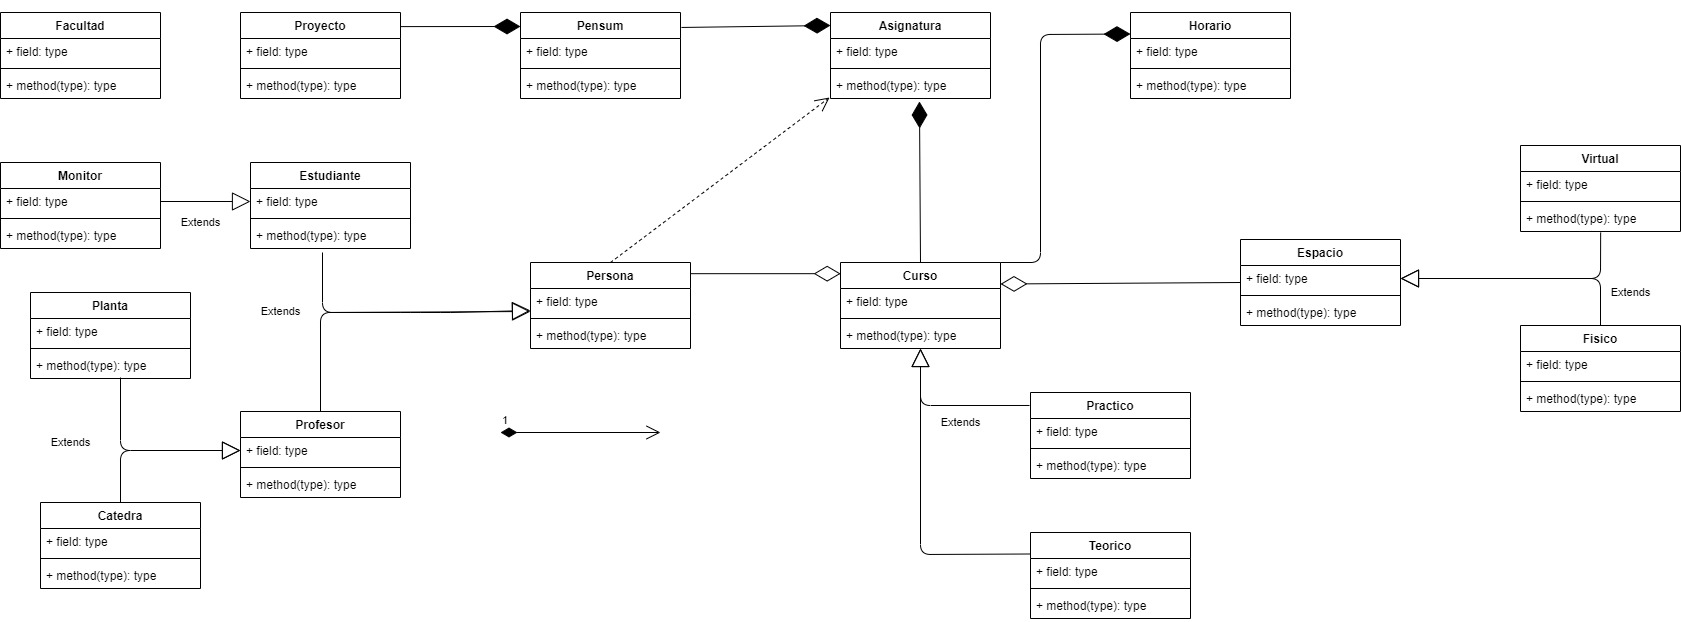 Facultad
+ field: type
+ method(type): type
Proyecto
+ field: type
+ method(type): type
Pensum
+ field: type
+ method(type): type
Asignatura
+ field: type
+ method(type): type
Horario
+ field: type
+ method(type): type
Monitor
+ field: type
+ method(type): type
Extends
Estudiante
+ field: type
+ method(type): type
Virtual
+ field: type
+ method(type): type
Planta
+ field: type
+ method(type): type
Extends
Persona
+ field: type
+ method(type): type
Curso
+ field: type
+ method(type): type
Espacio
+ field: type
+ method(type): type
Extends
Fisico
+ field: type
+ method(type): type
Extends
Profesor
+ field: type
+ method(type): type
1
Extends
Practico
+ field: type
+ method(type): type
Catedra
+ field: type
+ method(type): type
Teorico
+ field: type
+ method(type): type